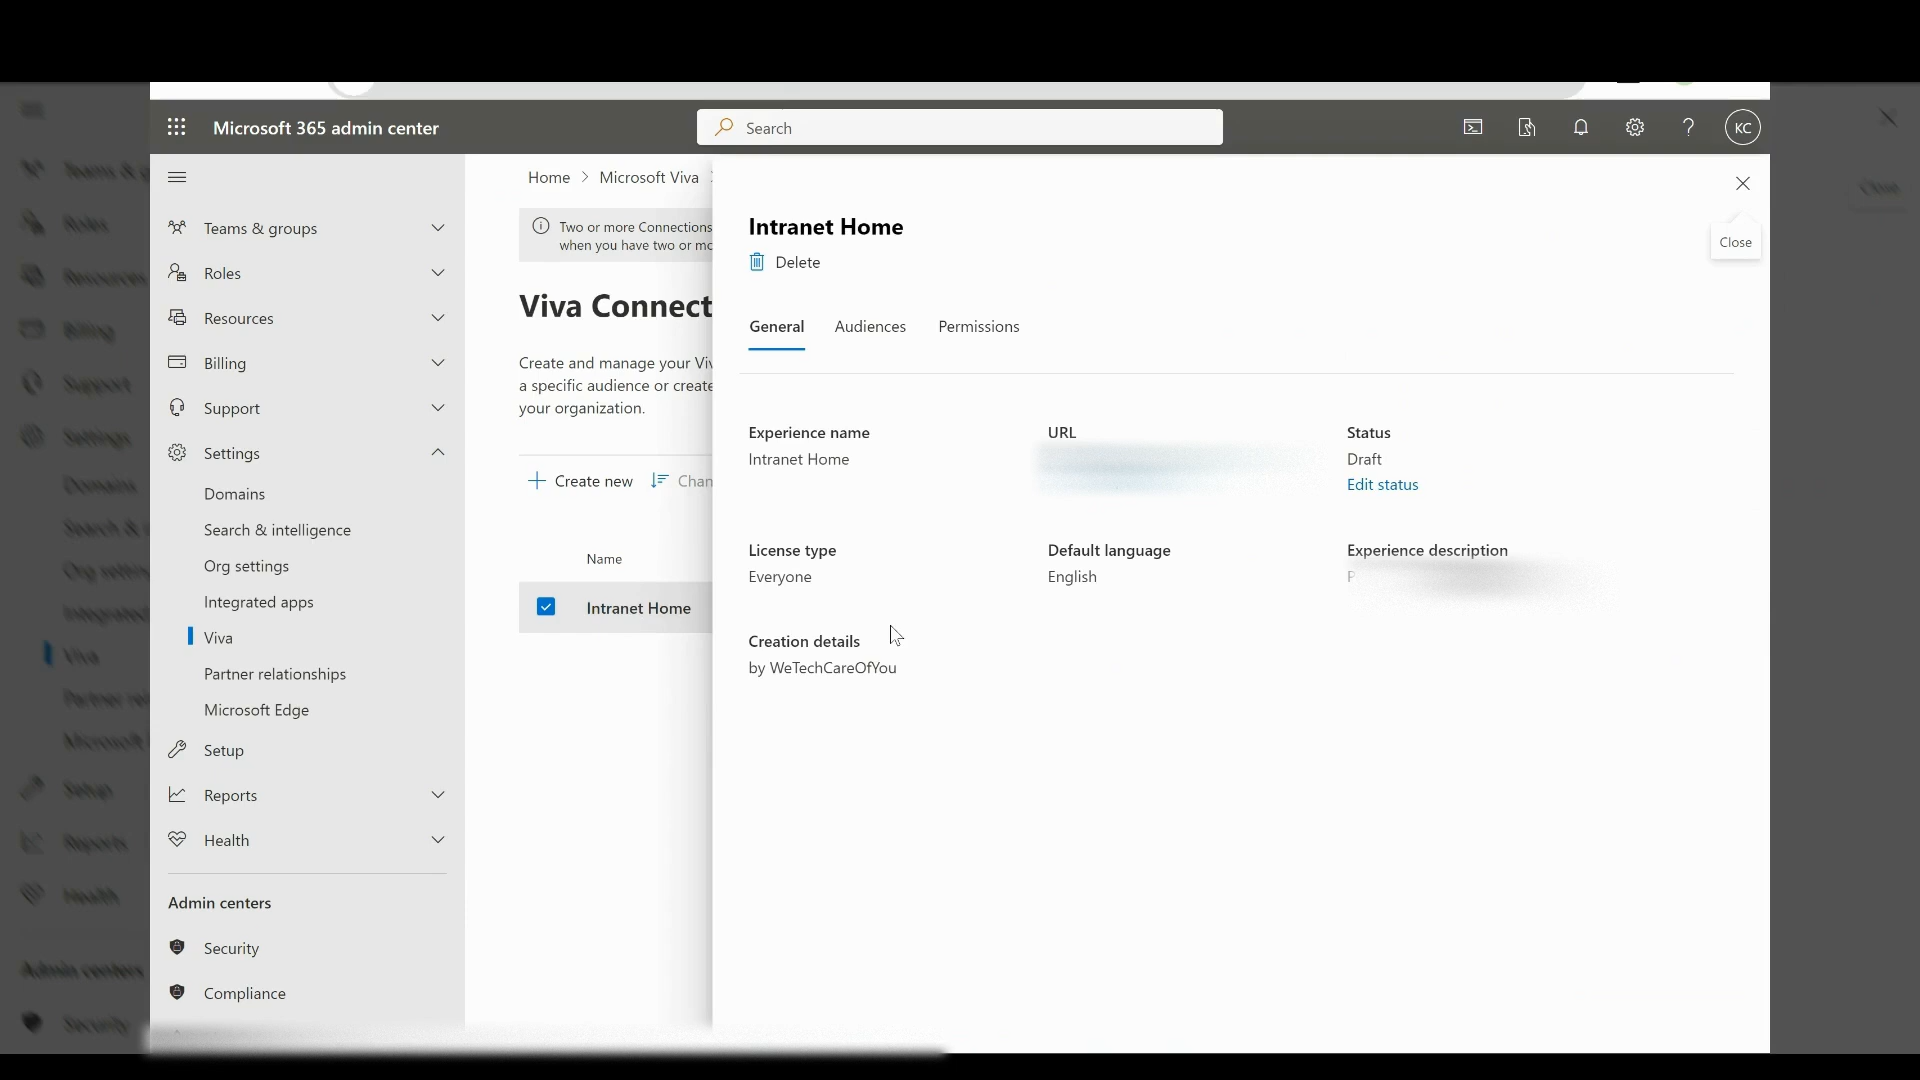 Microsoft 365 admin center
Search
KC
Teams & groups
Roles
Resources
Billing
Support
Settings
Domains
Search & intelligence
Org settings
Integrated apps
Viva
Partner relationships
Microsoft Edge
Setup
Reports
Health
Admin centers
Security
Compliance
Home > Microsoft Viva
Two or more Connections
when you have two or mo
Viva Connect
Create and manage your Viv
a specific audience or create
your organization.
Create new
Chan
Name
Intranet Home
Intranet Home
Close
Delete
General Audiences Permissions
Experience name
Intranet Home
URL
Status
Draft
Edit status
License type
Everyone
Default language
English
Experience description
P
Creation details
by WeTechCareOfYou